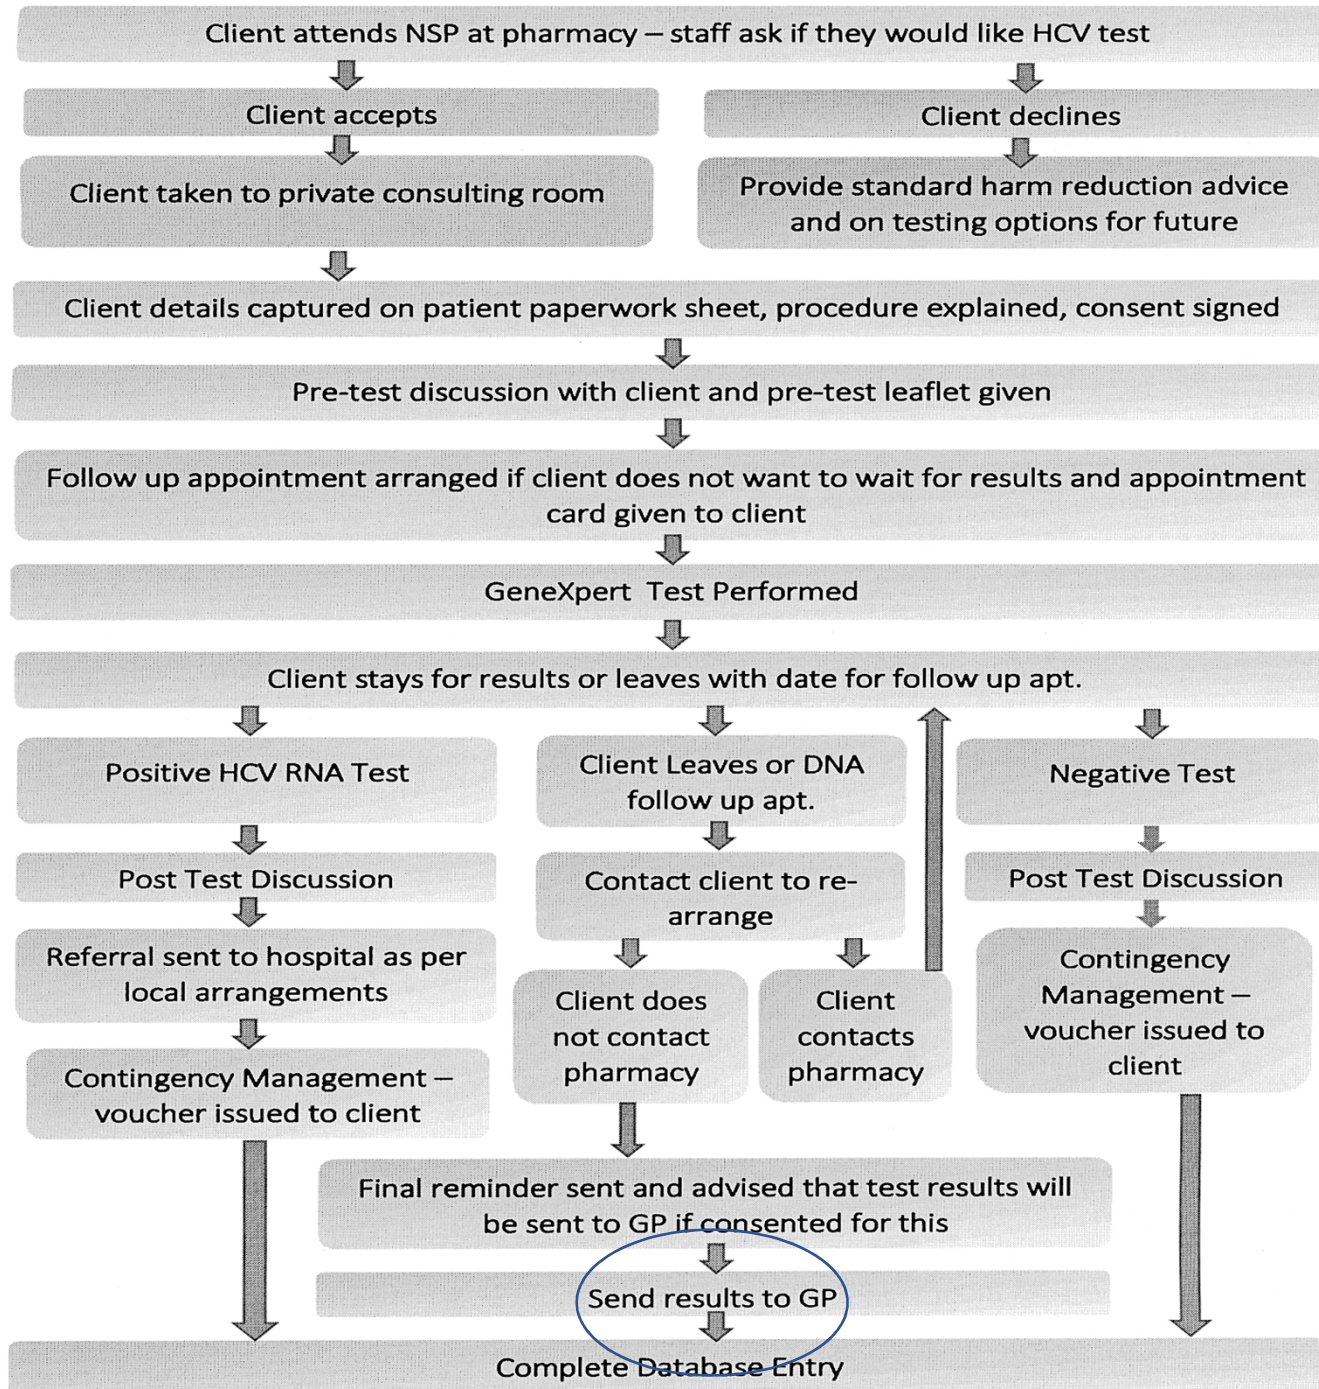 Client attends NSP at pharmacy – staff ask if they would like HCV test
Client accepts
Client declines
Client taken to private consulting room
Provide standard harm reduction advice
and on testing options for future
Client details captured on patient paperwork sheet, procedure explained, consent signed
Pre-test discussion with client and pre-test leaflet given
Follow up appointment arranged if client does not want to wait for results and appointment
card given to client
GeneXpert Test Performed
Client stays for results or leaves with date for follow up apt.
Positive HCV RNA Test
Client Leaves or DNA
follow up apt.
Negative Test
Post Test Discussion
Contact client to re-
arrange
Post Test Discussion
Referral sent to hospital as per
local arrangements
Client does
not contact
pharmacy
Client
contacts
pharmacy
Contingency
Management –
voucher issued to
client
Contingency Management –
voucher issued to client
Final reminder sent and advised that test results will
be sent to GP if consented for this
Send results to GP
Complete Database Entry